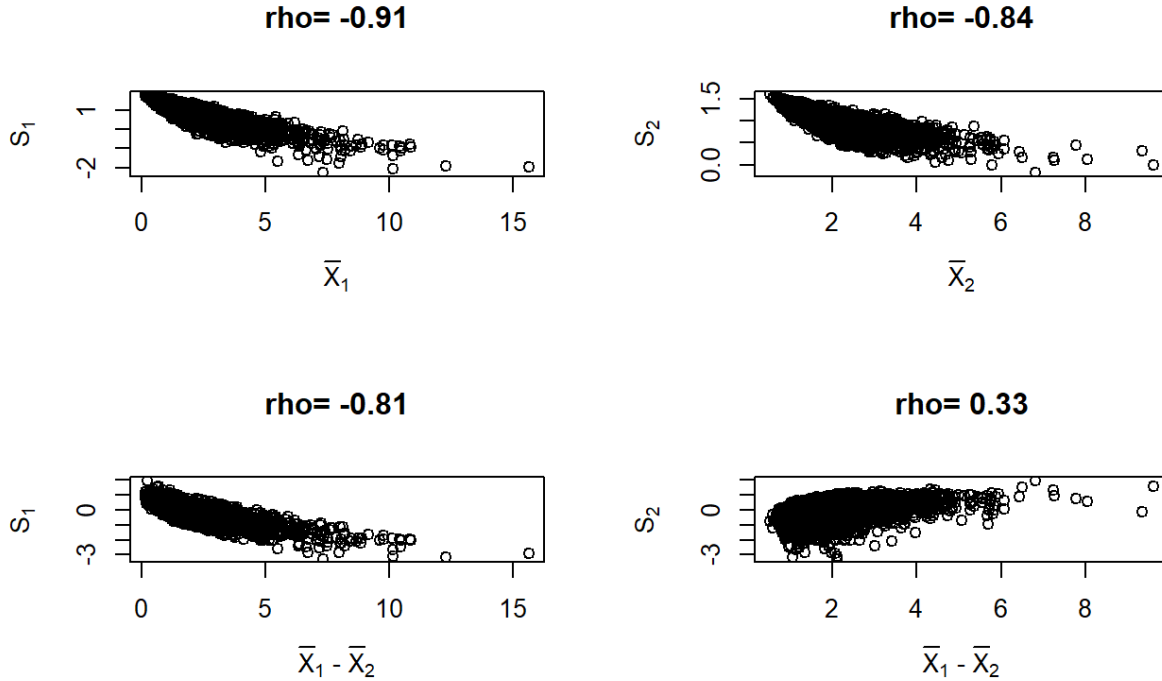 rho= -0.91
S₁
1
-2
0 5 10 15
X̅₁
rho= -0.84
S₂
1.5
0.0
2 4 6 8
X̅₂
rho= -0.81
S₁
0
-3
0 5 10 15
X̅₁ - X̅₂
rho= 0.33
S₂
0
-3
2 4 6 8
X̅₁ - X̅₂